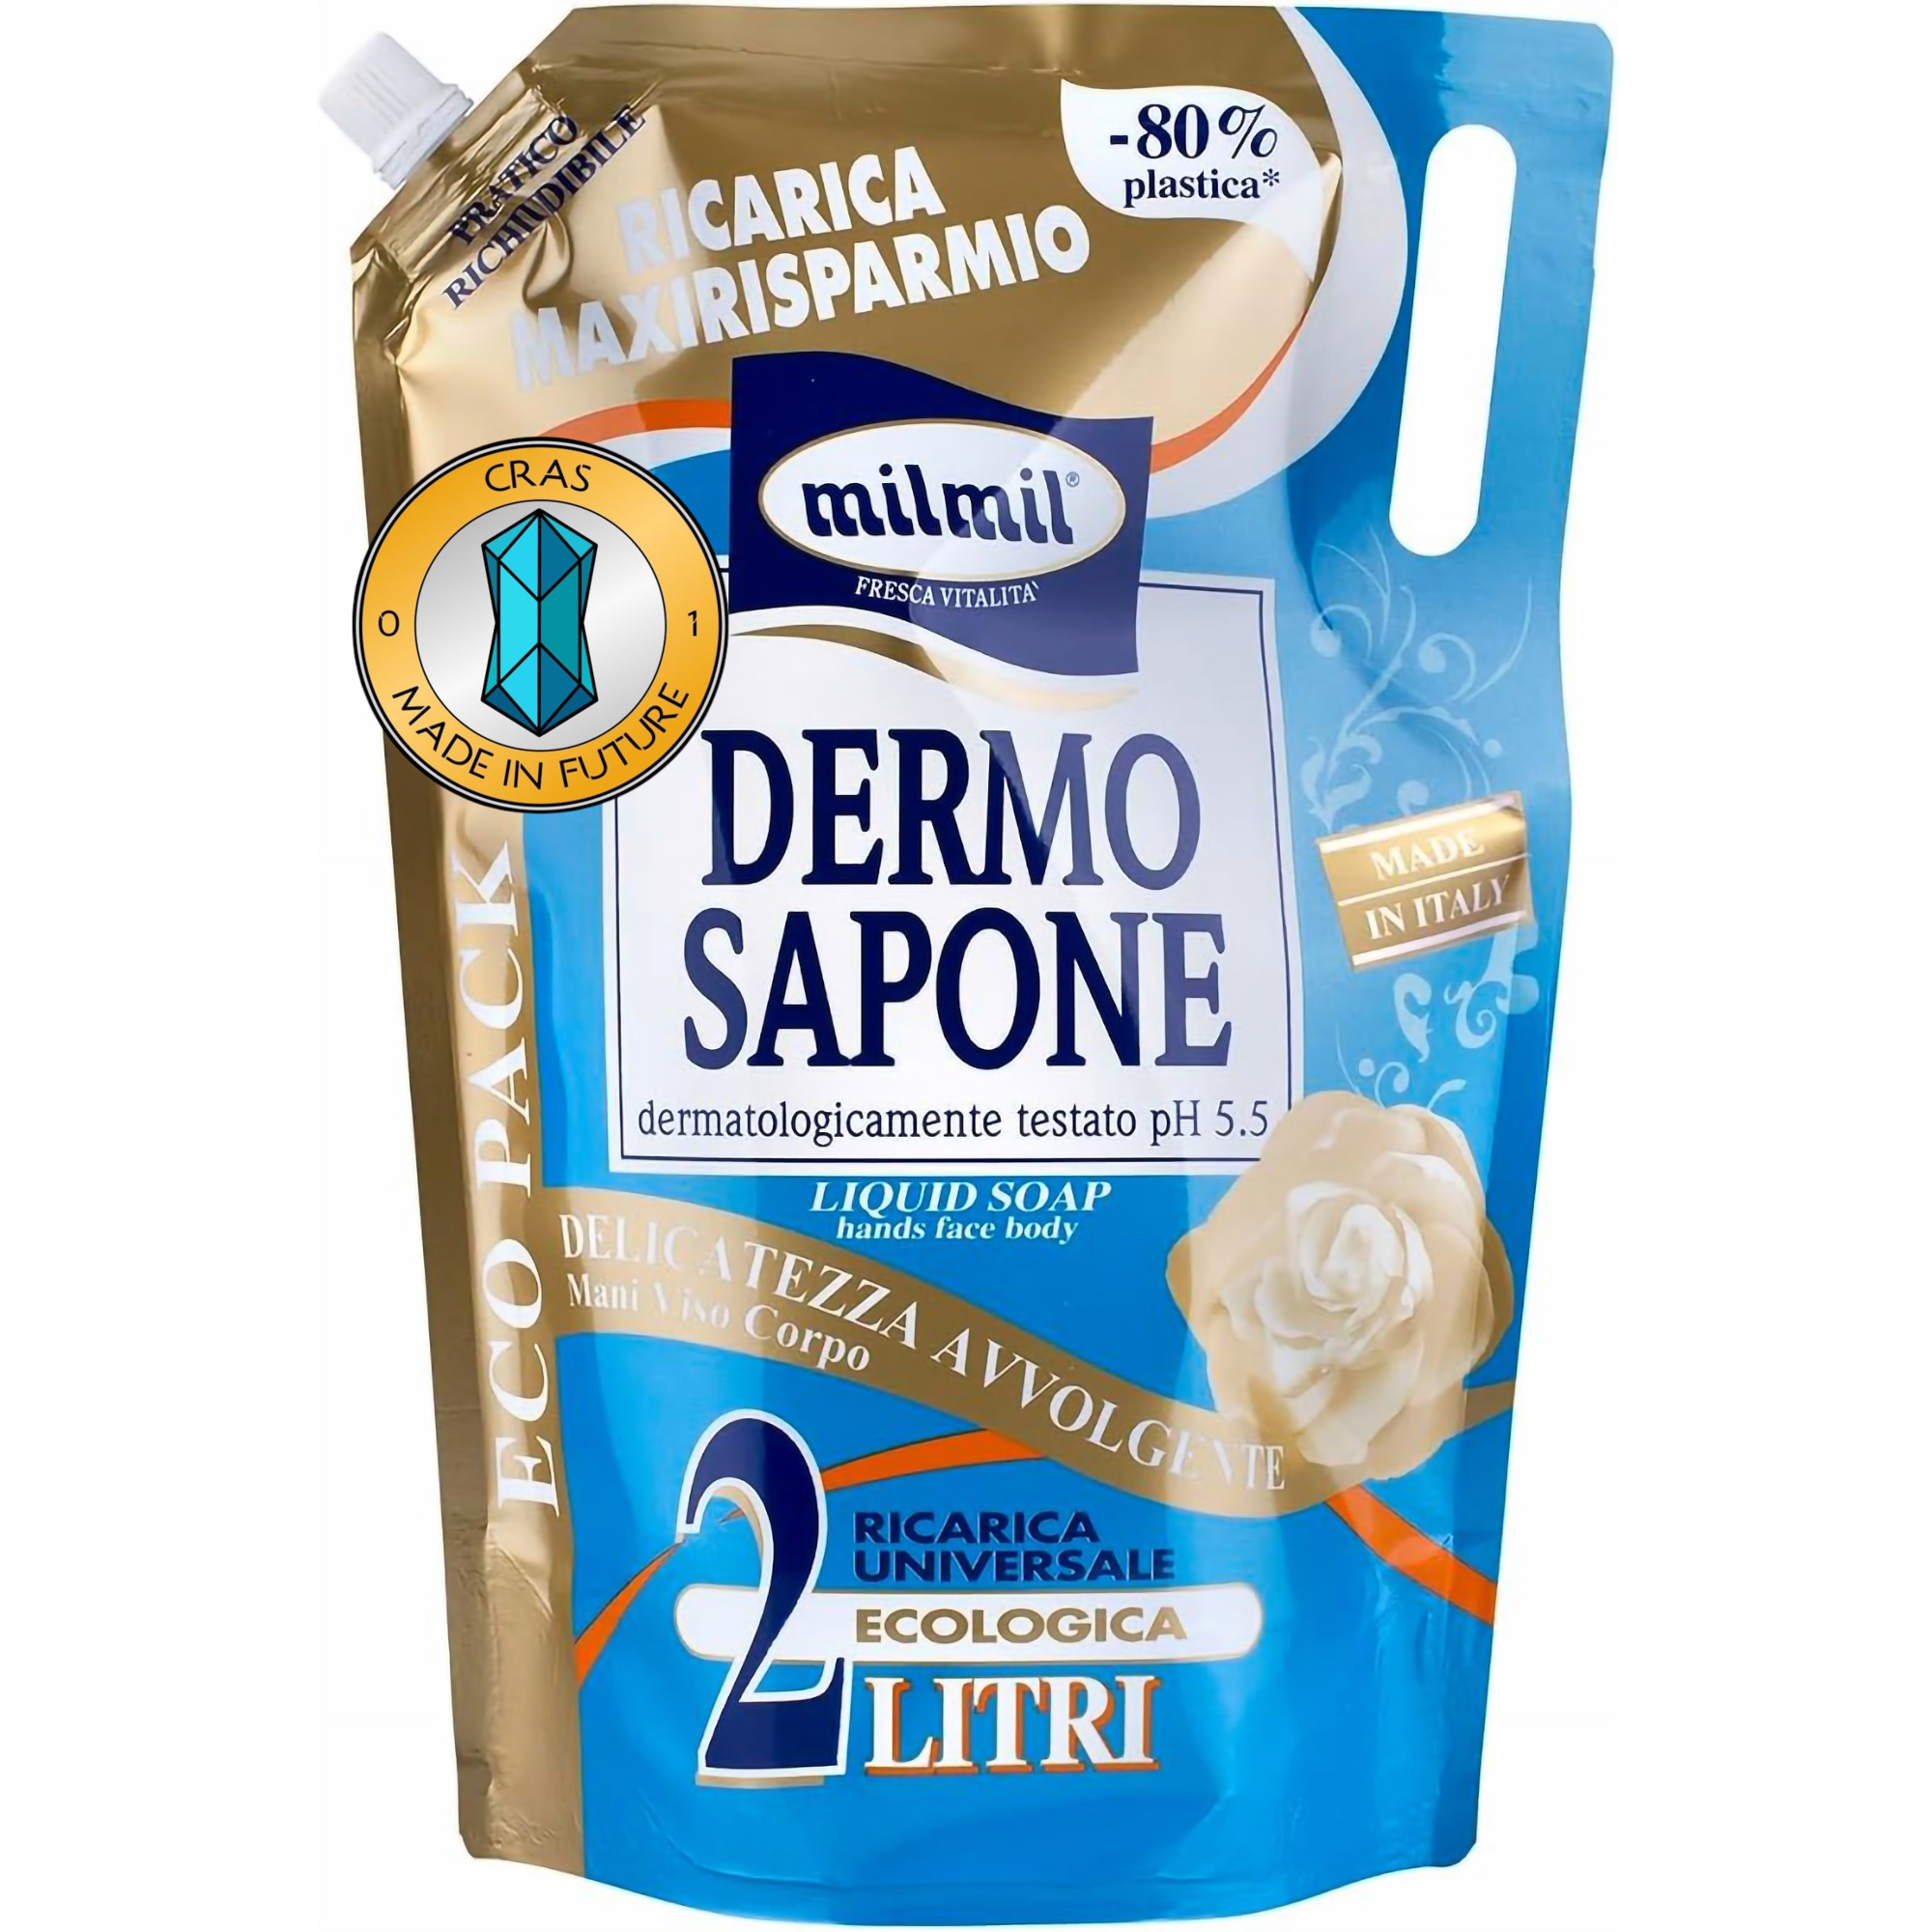 PRATICO
RICHIUDIBILE
RICARICA
MAXIRISPARMIO
-80%
plastica*
milmil®
FRESCA VITALITA'
CRAS
0 1
MADE IN FUTURE
DERMO
SAPONE
dermatologicamente testato pH 5.5
MADE
IN ITALY
ECO PACK
LIQUID SOAP
hands face body
DELICATEZZA AVVOLGENTE
Mani Viso Corpo
2
RICARICA
UNIVERSALE
ECOLOGICA
LITRI